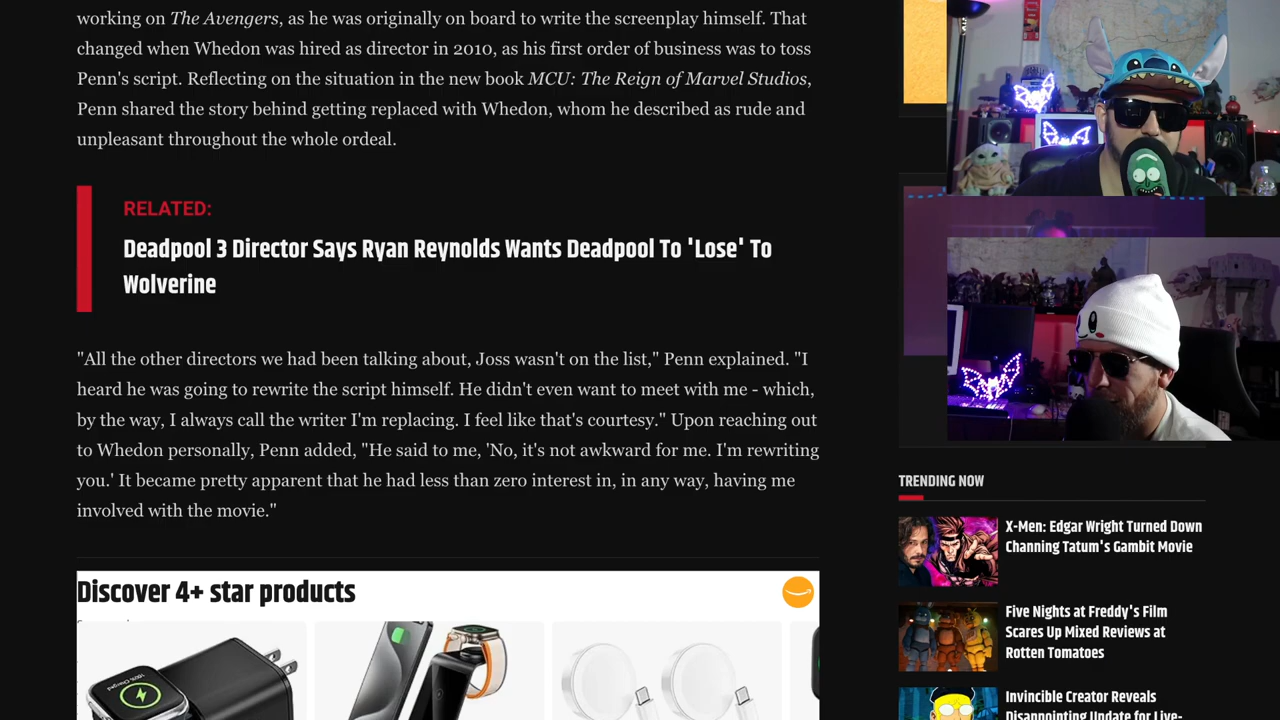 working on The Avengers, as he was originally on board to write the screenplay himself. That
changed when Whedon was hired as director in 2010, as his first order of business was to toss
Penn's script. Reflecting on the situation in the new book MCU: The Reign of Marvel Studios,
Penn shared the story behind getting replaced with Whedon, whom he described as rude and
unpleasant throughout the whole ordeal.
RELATED:
Deadpool 3 Director Says Ryan Reynolds Wants Deadpool To 'Lose' To
Wolverine
"All the other directors we had been talking about, Joss wasn't on the list," Penn explained. "I
heard he was going to rewrite the script himself. He didn't even want to meet with me - which,
by the way, I always call the writer I'm replacing. I feel like that's courtesy." Upon reaching out
to Whedon personally, Penn added, "He said to me, 'No, it's not awkward for me. I'm rewriting
you.' It became pretty apparent that he had less than zero interest in, in any way, having me
involved with the movie."
Discover 4+ star products
TRENDING NOW
X-Men: Edgar Wright Turned Down
Channing Tatum's Gambit Movie
Five Nights at Freddy's Film
Scares Up Mixed Reviews at
Rotten Tomatoes
Invincible Creator Reveals
Disappointing Update for Live-